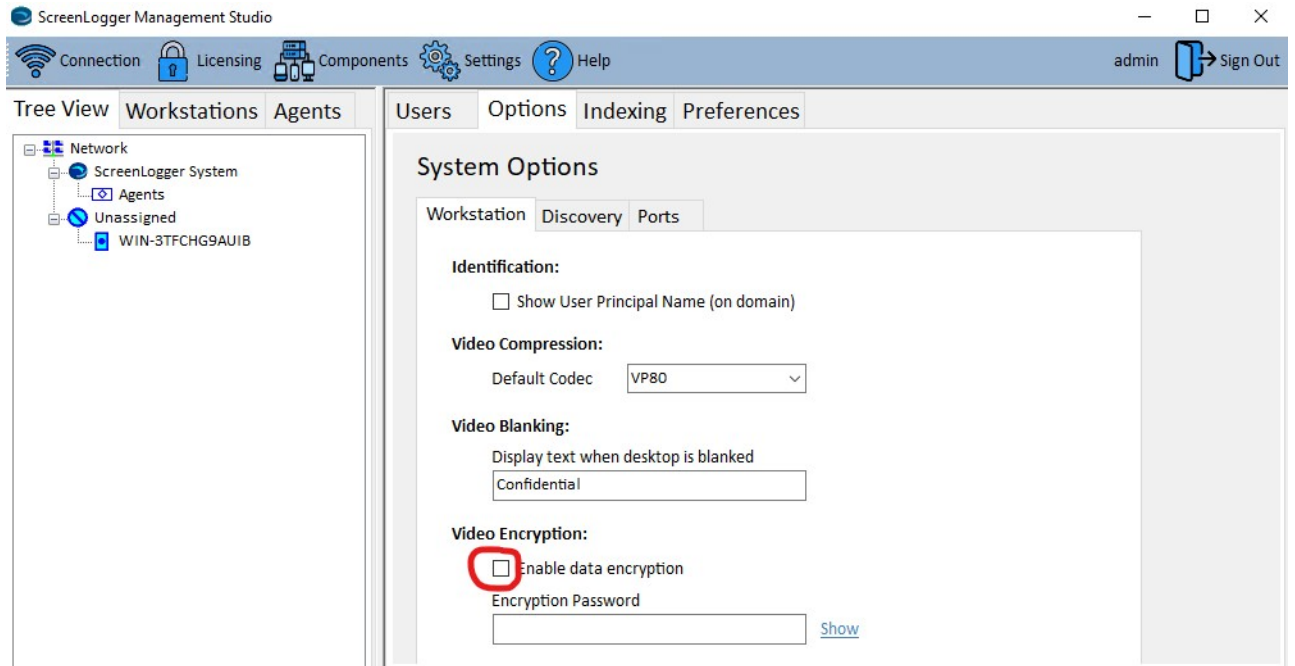 ScreenLogger Management Studio
Connection Licensing Components Settings ? Help admin Sign Out
Tree View Workstations Agents
Network
ScreenLogger System
Agents
Unassigned
WIN-3TFCHG9AUIB
Users Options Indexing Preferences
System Options
Workstation Discovery Ports
Identification:
Show User Principal Name (on domain)
Video Compression:
Default Codec VP80
Video Blanking:
Display text when desktop is blanked
Confidential
Video Encryption:
Enable data encryption
Encryption Password
Show